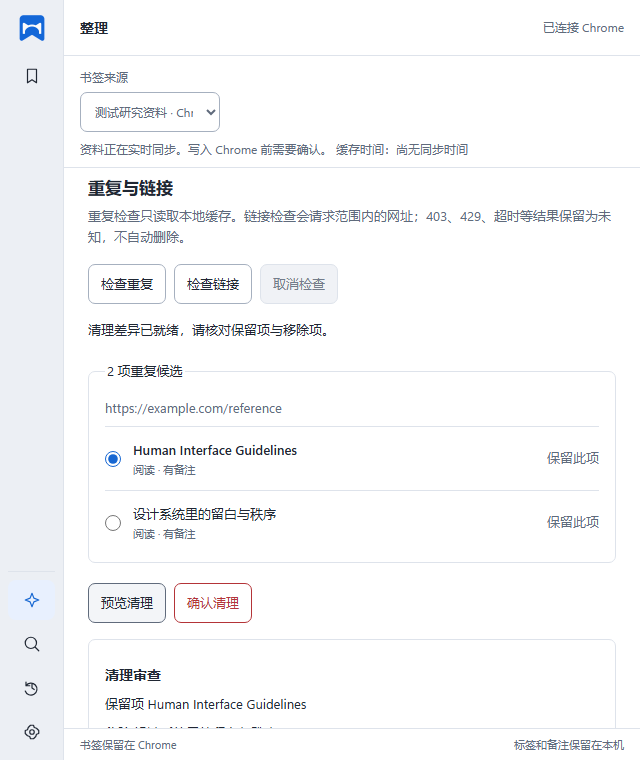 整理
已连接 Chrome
书签来源
测试研究资料 · Chr
资料正在实时同步。写入 Chrome 前需要确认。 缓存时间：尚无同步时间
重复与链接
重复检查只读取本地缓存。链接检查会请求范围内的网址；403、429、超时等结果保留为未
知，不自动删除。
检查重复
检查链接
取消检查
清理差异已就绪，请核对保留项与移除项。
2 项重复候选
https://example.com/reference
Human Interface Guidelines
阅读 · 有备注
保留此项
设计系统里的留白与秩序
阅读 · 有备注
保留此项
预览清理
确认清理
清理审查
保留项 Human Interface Guidelines
书签保留在 Chrome
标签和备注保留在本机